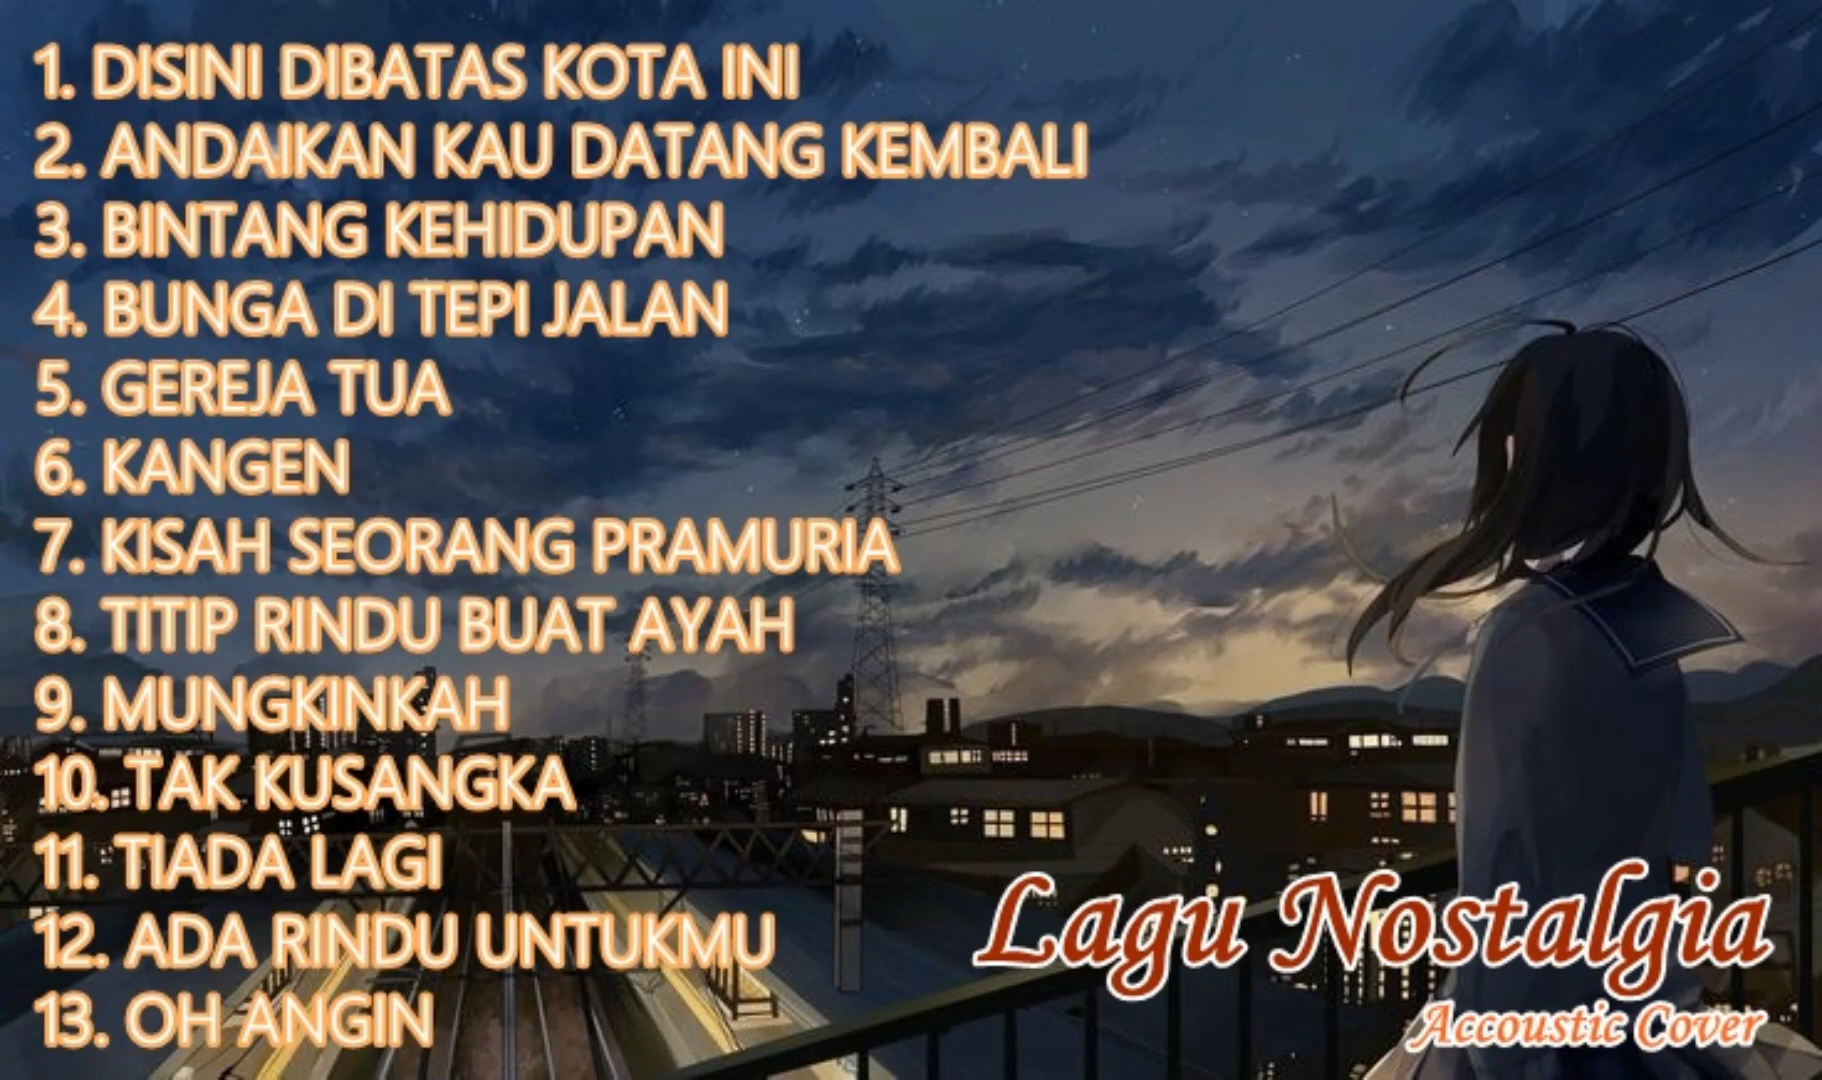 1. DISINI DIBATAS KOTA INI
2. ANDAIKAN KAU DATANG KEMBALI
3. BINTANG KEHIDUPAN
4. BUNGA DI TEPI JALAN
5. GEREJA TUA
6. KANGEN
7. KISAH SEORANG PRAMURIA
8. TITIP RINDU BUAT AYAH
9. MUNGKINKAH
10. TAK KUSANGKA
11. TIADA LAGI
12. ADA RINDU UNTUKMU
13. OH ANGIN
Lagu Nostalgia
Accoustic Cover